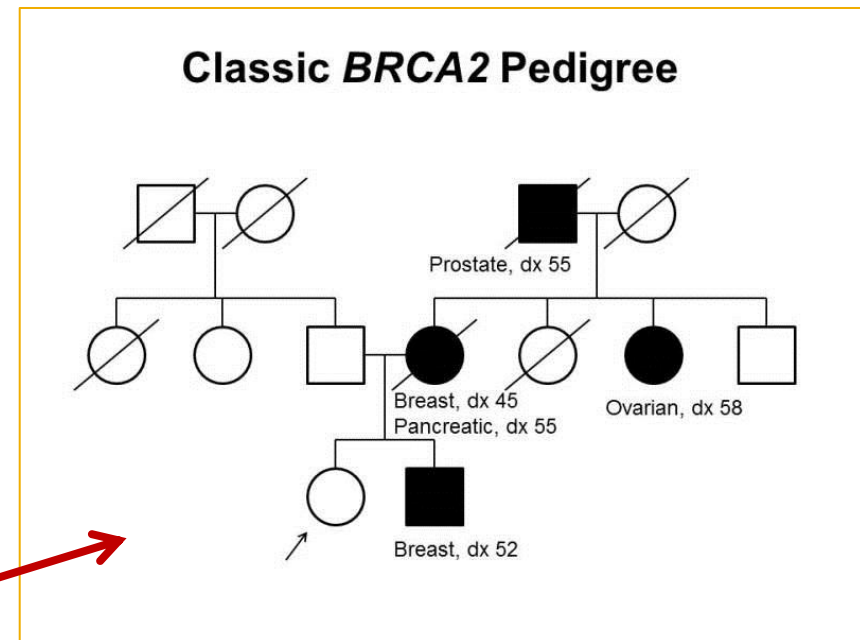 Classic BRCA2 Pedigree
Prostate, dx 55
Breast, dx 45
Pancreatic, dx 55
Ovarian, dx 58
Breast, dx 52